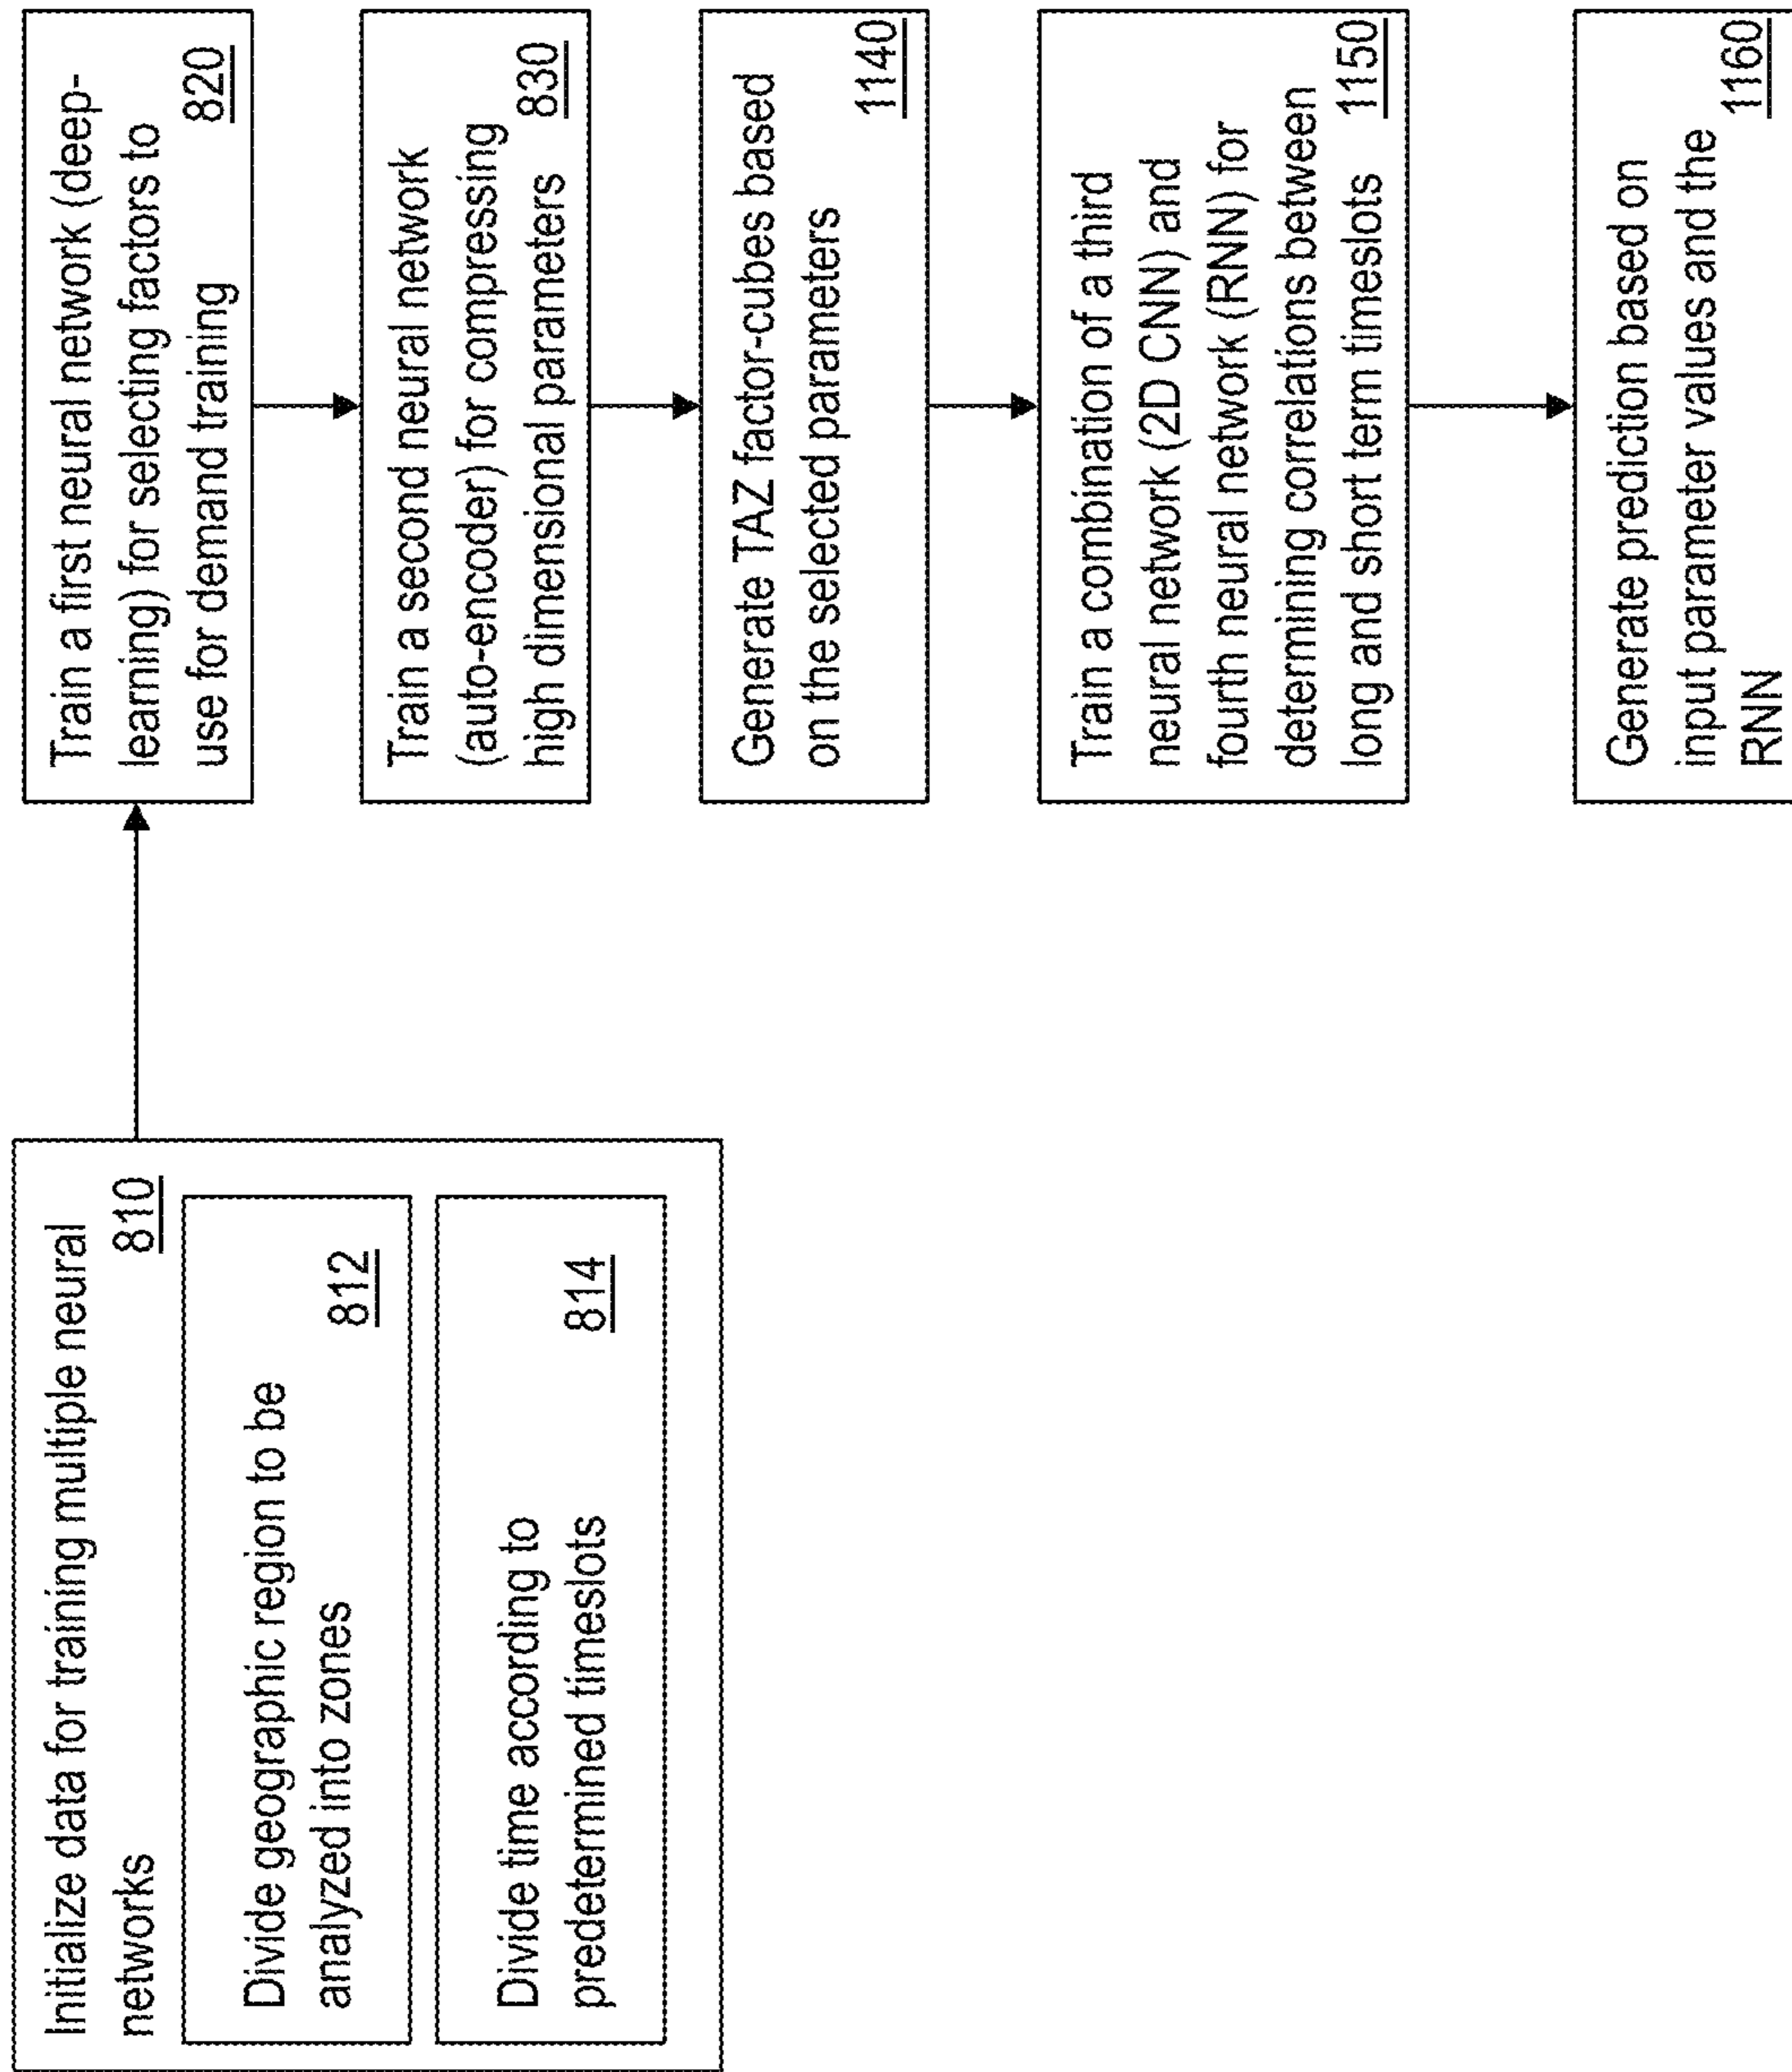 Initialize data for training multiple neural
networks 810
Divide geographic region to be
analyzed into zones 812
Divide time according to
predetermined timeslots 814
Train a first neural network (deep-
learning) for selecting factors to
use for demand training 820
Train a second neural network
(auto-encoder) for compressing
high dimensional parameters 830
Generate TAZ factor-cubes based
on the selected parameters 1140
Train a combination of a third
neural network (2D CNN) and
fourth neural network (RNN) for
determining correlations between
long and short term timeslots 1150
Generate prediction based on
input parameter values and the
RNN 1160